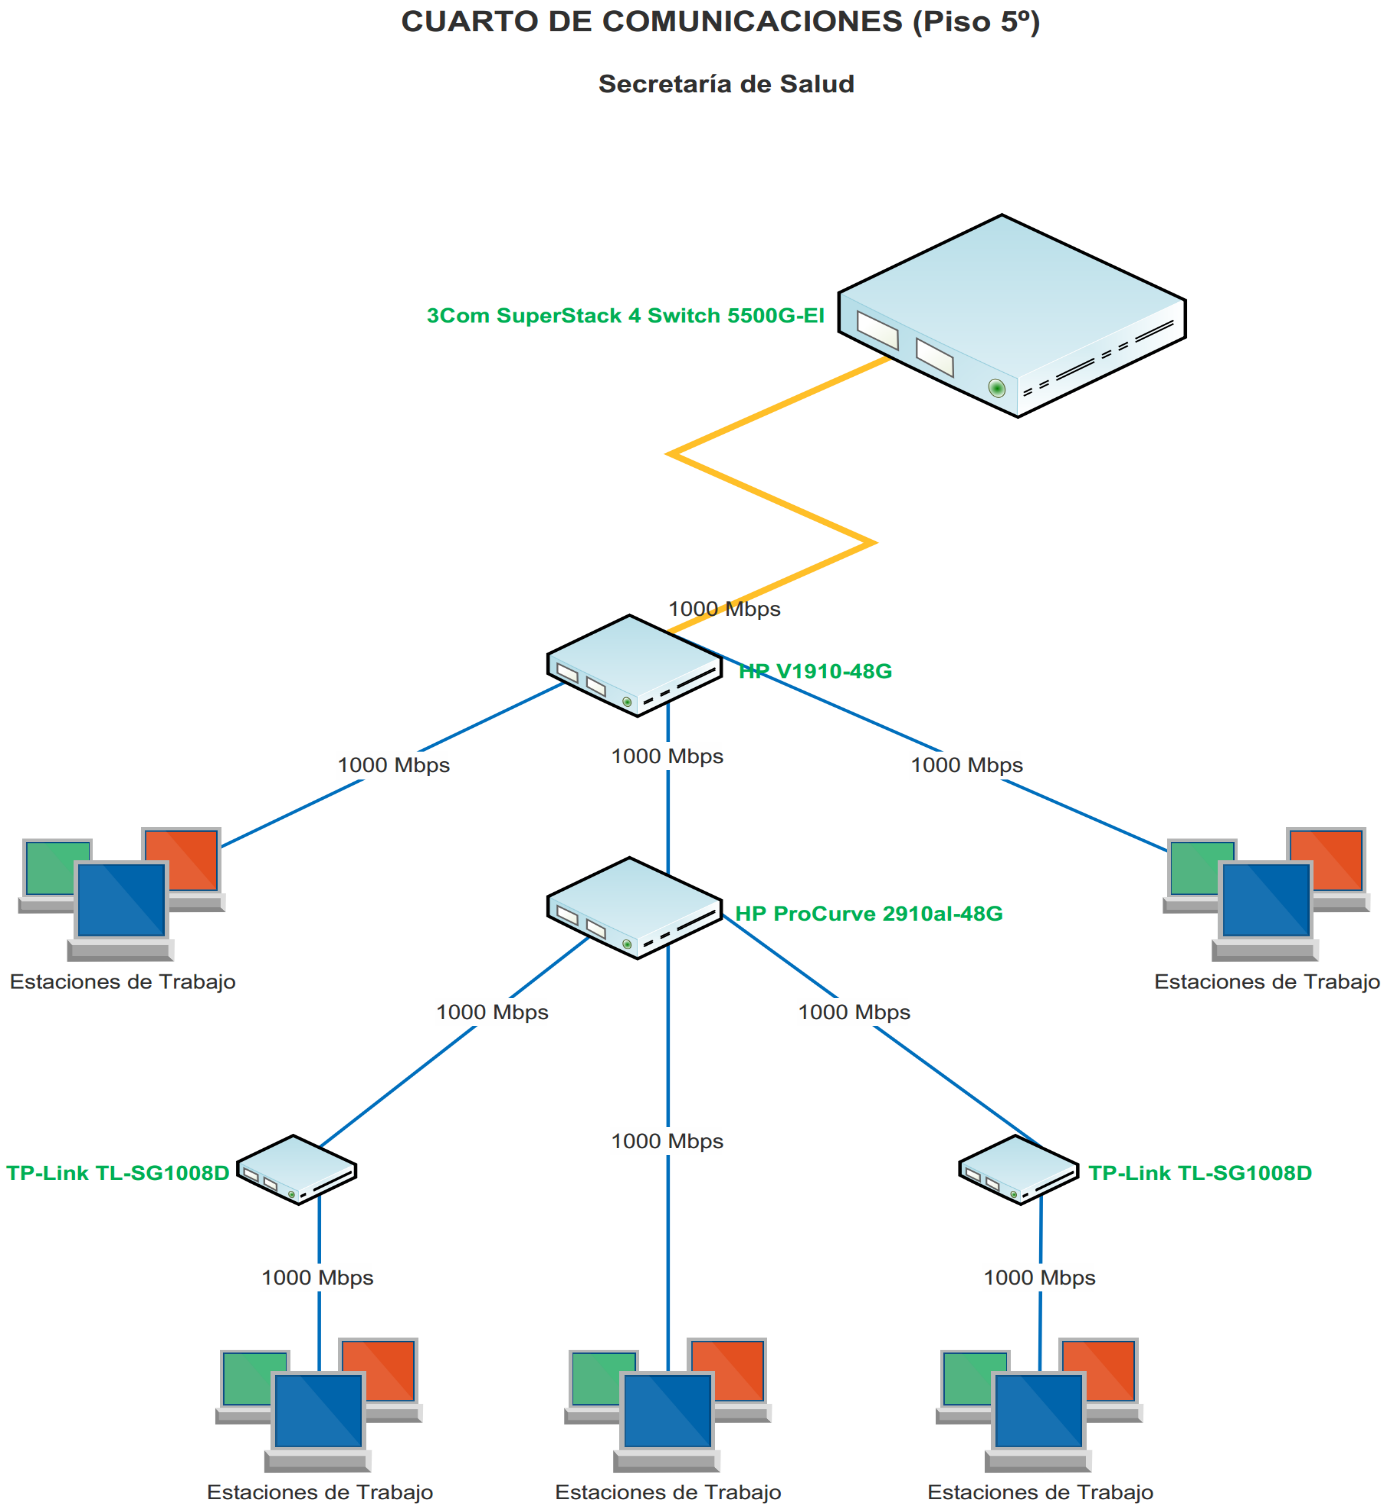 CUARTO DE COMUNICACIONES (Piso 5º)
Secretaría de Salud
3Com SuperStack 4 Switch 5500G-EI
1000 Mbps
HP V1910-48G
1000 Mbps
1000 Mbps
1000 Mbps
HP ProCurve 2910al-48G
Estaciones de Trabajo
Estaciones de Trabajo
1000 Mbps
1000 Mbps
1000 Mbps
TP-Link TL-SG1008D
TP-Link TL-SG1008D
1000 Mbps
1000 Mbps
Estaciones de Trabajo
Estaciones de Trabajo
Estaciones de Trabajo